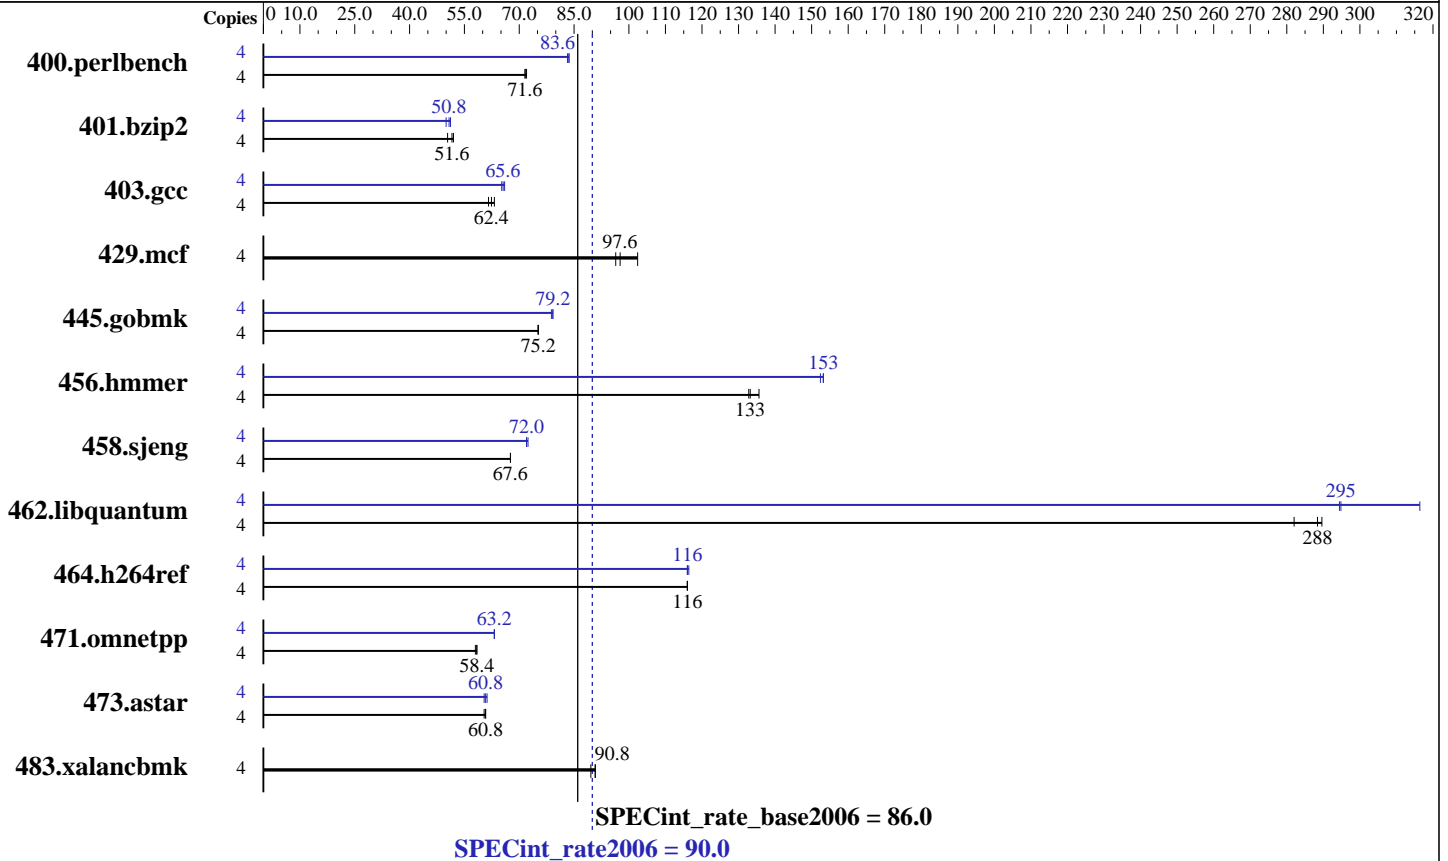 Copies 0 10.0 25.0 40.0 55.0 70.0 85.0 100 110 120 130 140 150 160 170 180 190 200 210 220 230 240 250 260 270 280 290 300 320
400.perlbench 4 83.6
4 71.6
401.bzip2 4 50.8
4 51.6
403.gcc 4 65.6
4 62.4
429.mcf 4 97.6
445.gobmk 4 79.2
4 75.2
456.hmmer 4 153
4 133
458.sjeng 4 72.0
4 67.6
462.libquantum 4 295
4 288
464.h264ref 4 116
4 116
471.omnetpp 4 63.2
4 58.4
473.astar 4 60.8
4 60.8
483.xalancbmk 4 90.8
SPECint_rate_base2006 = 86.0
SPECint_rate2006 = 90.0